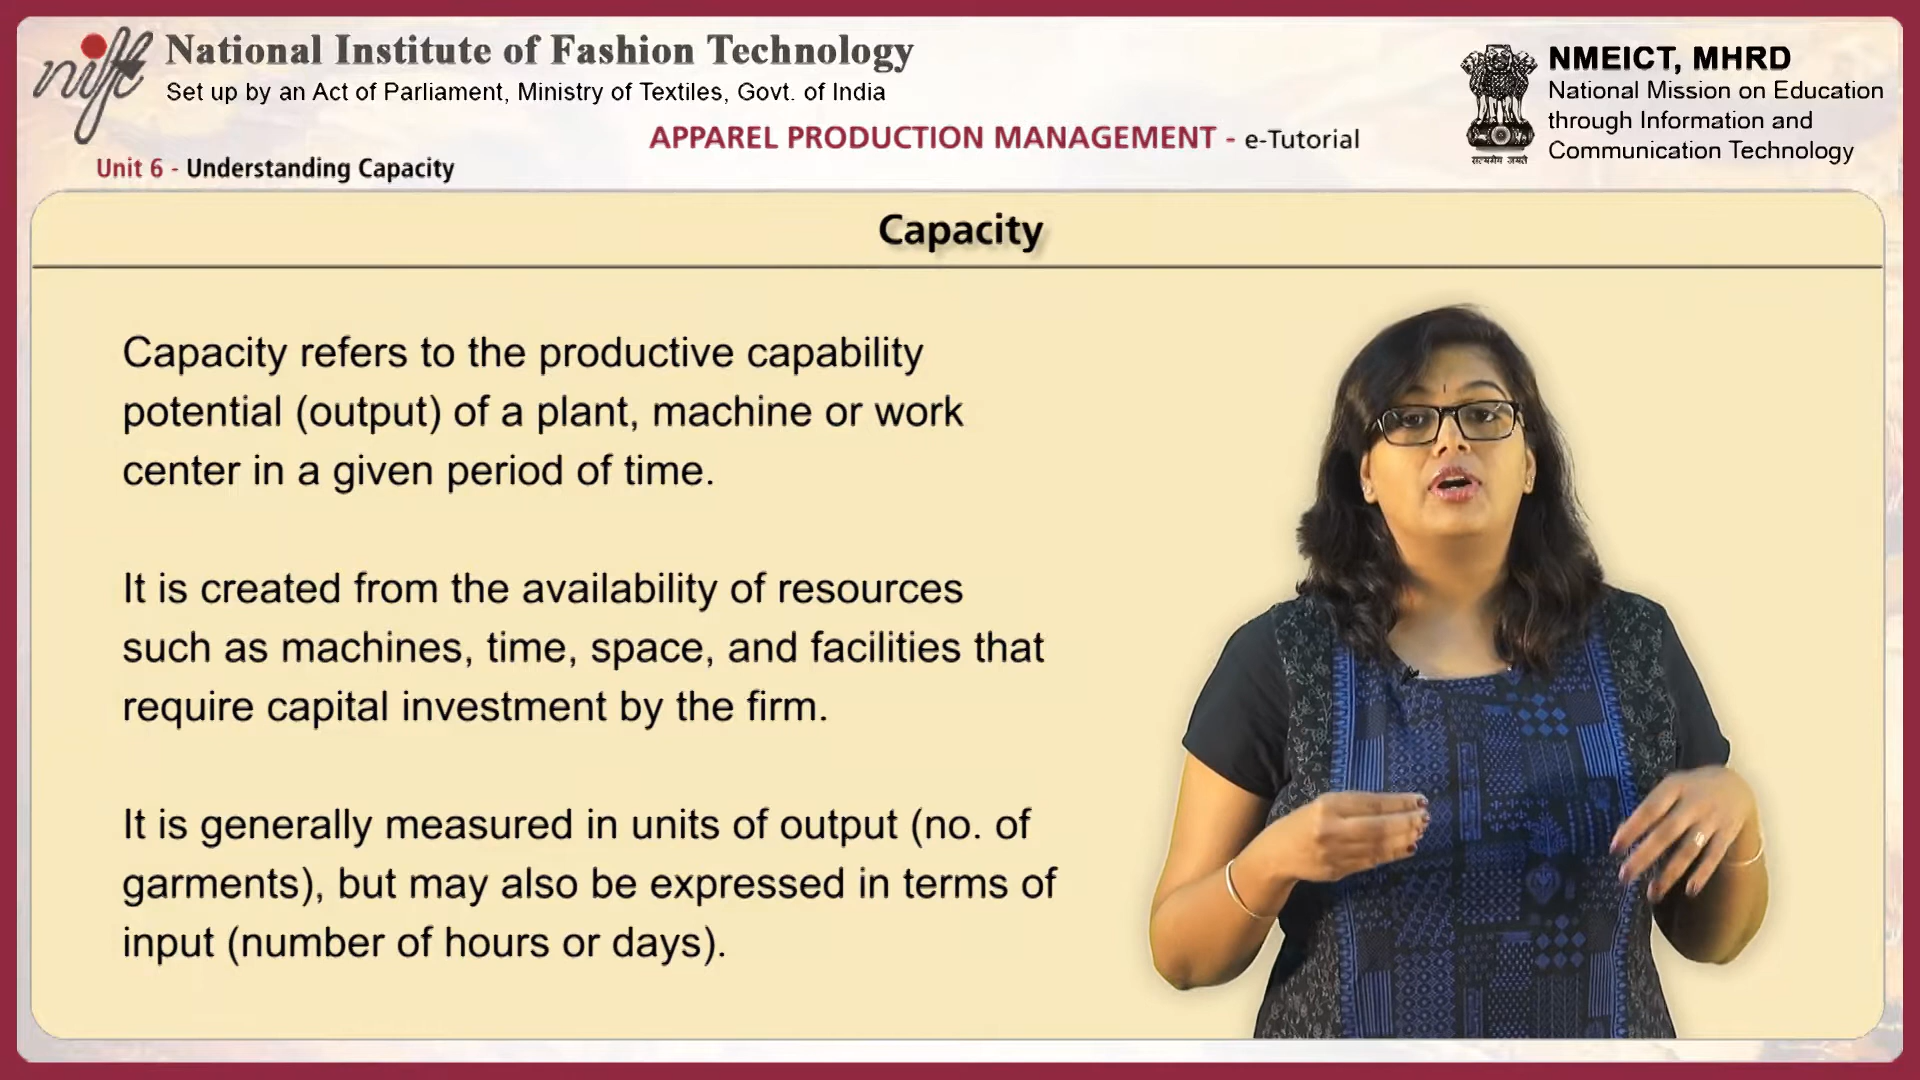 nift
National Institute of Fashion Technology
Set up by an Act of Parliament, Ministry of Textiles, Govt. of India
NMEICT, MHRD
National Mission on Education
through Information and
Communication Technology
सत्यमेव जयते
APPAREL PRODUCTION MANAGEMENT - e-Tutorial
Unit 6 - Understanding Capacity
Capacity
Capacity refers to the productive capability
potential (output) of a plant, machine or work
center in a given period of time.
It is created from the availability of resources
such as machines, time, space, and facilities that
require capital investment by the firm.
It is generally measured in units of output (no. of
garments), but may also be expressed in terms of
input (number of hours or days).